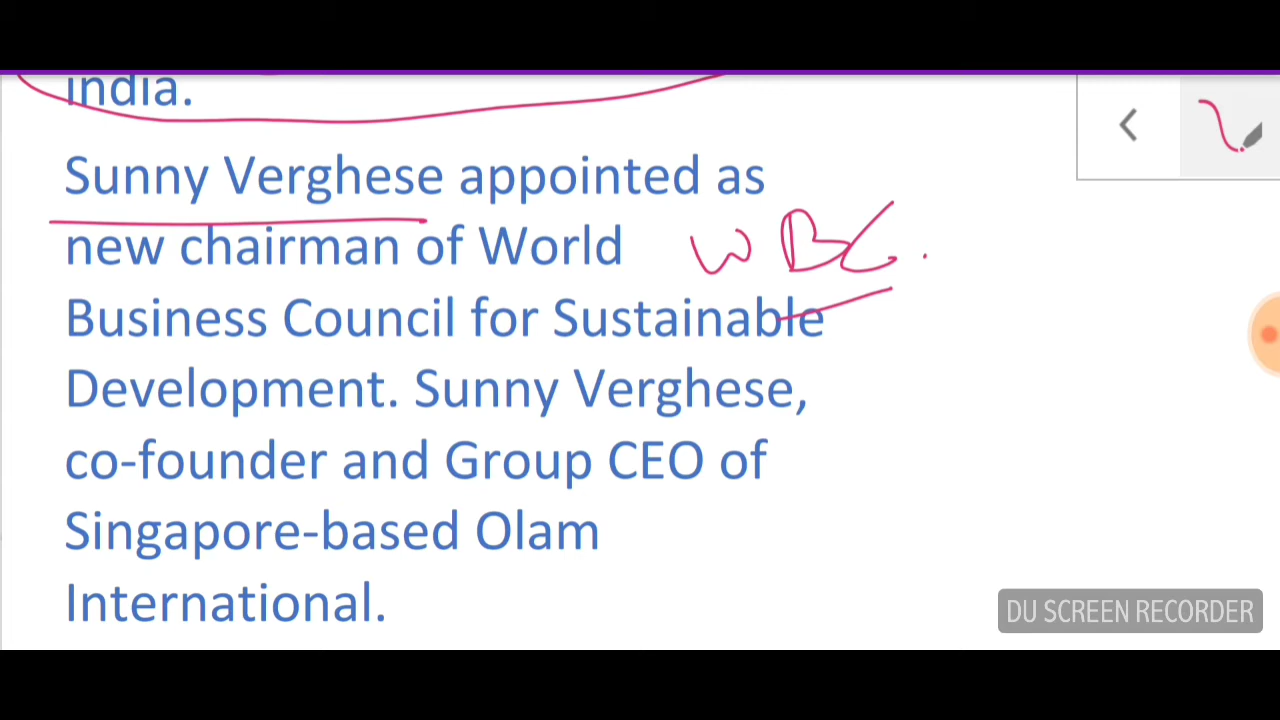 india.
Sunny Verghese appointed as
new chairman of World
WBC.
Business Council for Sustainable
Development. Sunny Verghese,
co-founder and Group CEO of
Singapore-based Olam
International.
DU SCREEN RECORDER